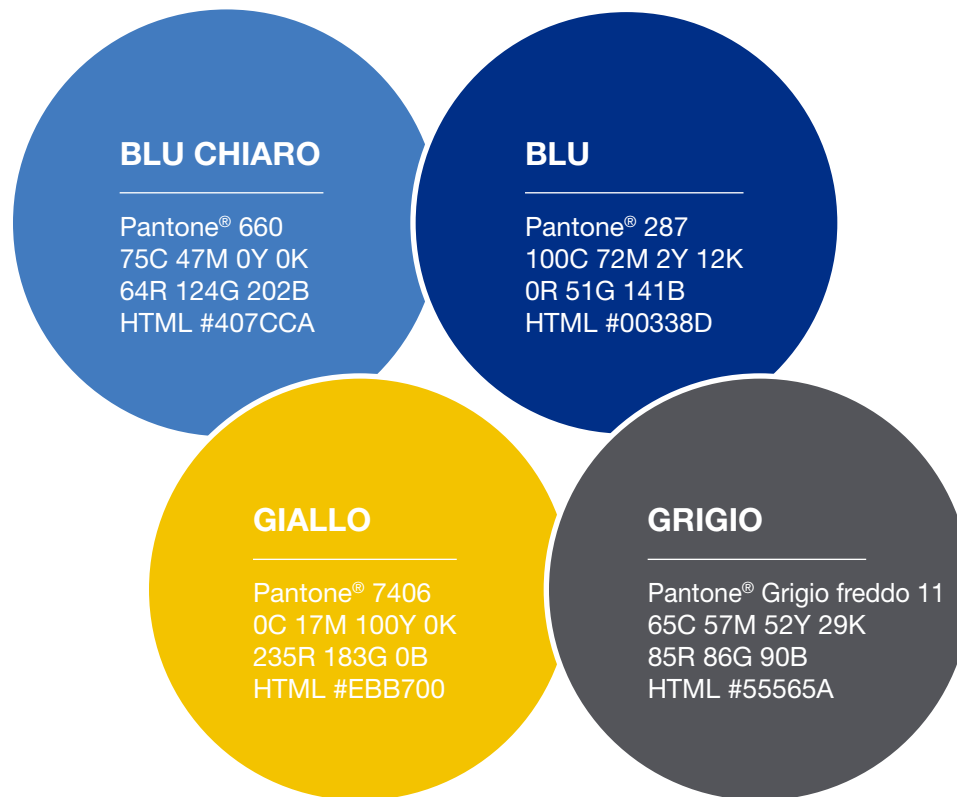 BLU CHIARO
Pantone® 660
75C 47M 0Y 0K
64R 124G 202B
HTML #407CCA
BLU
Pantone® 287
100C 72M 2Y 12K
0R 51G 141B
HTML #00338D
GIALLO
Pantone® 7406
0C 17M 100Y 0K
235R 183G 0B
HTML #EBB700
GRIGIO
Pantone® Grigio freddo 11
65C 57M 52Y 29K
85R 86G 90B
HTML #55565A